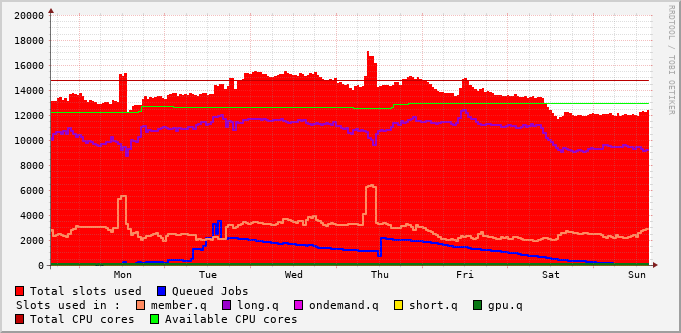 20000
18000
16000
14000
12000
10000
8000
6000
4000
2000
0
Mon Tue Wed Thu Fri Sat Sun
Total slots used Queued Jobs
Slots used in : member.q long.q ondemand.q short.q gpu.q
Total CPU cores Available CPU cores
RRDTOOL / TOBI OETIKER